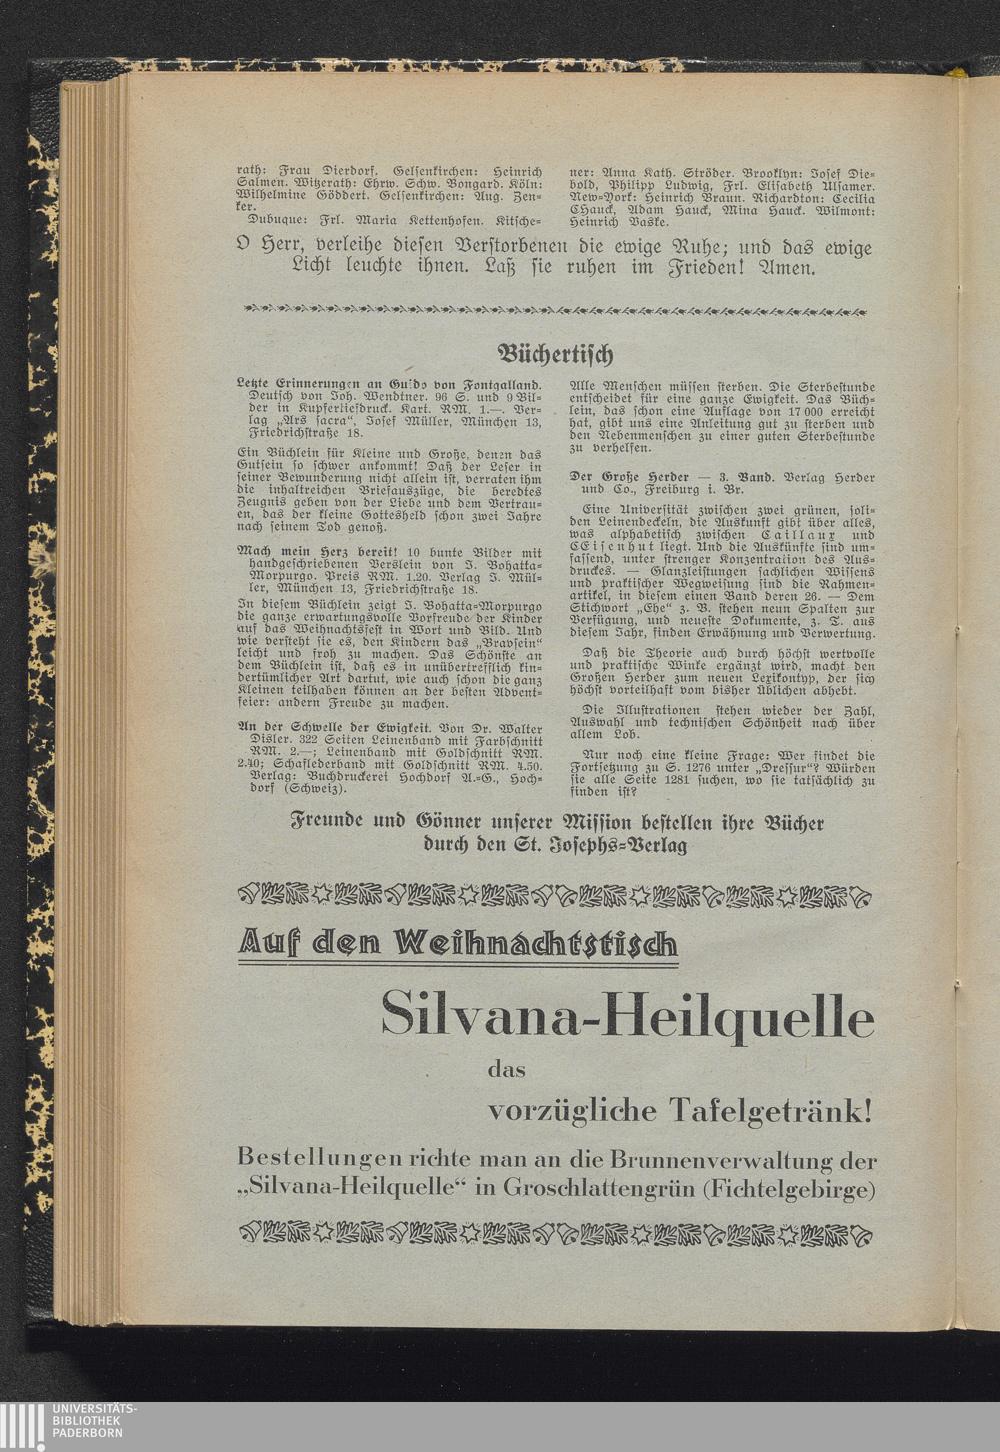 rath: Frau Dierdorf. Gelsenkirchen: Heinrich
Salmen. Witzerath: Ehrw. Schw. Bongard. Köln:
Wilhelmine Göddert. Gelsenkirchen: Aug. Zen-
ker.
Dubuque: Frl. Maria Kettenhofen. Kitsche-
ner: Anna Kath. Ströder. Brooklyn: Josef Die-
bold, Philipp Ludwig, Frl. Elisabeth Ulsamer.
New-York: Heinrich Braun. Richardton: Cecilia
CHauck, Adam Hauck, Mina Hauck. Wilmont:
Heinrich Baske.
O Herr, verleihe diesen Verstorbenen die ewige Ruhe; und das ewige
Licht leuchte ihnen. Laß sie ruhen im Frieden! Amen.
Büchertisch
Letzte Erinnerungen an Guido von Fontgalland.
Deutsch von Joh. Wendtner. 96 S. und 9 Bil-
der in Kupfertiefdruck. Kart. RM. 1.—. Ver-
lag „Ars sacra“, Josef Müller, München 13,
Friedrichstraße 18.
Ein Büchlein für Kleine und Große, denen das
Gutsein so schwer ankommt! Daß der Leser in
seiner Bewunderung nicht allein ist, verraten ihm
die inhaltreichen Briefauszüge, die beredtes
Zeugnis geben von der Liebe und dem Vertrau-
en, das der kleine Gottesheld schon zwei Jahre
nach seinem Tod genoß.
Mach mein Herz bereit! 10 bunte Bilder mit
handgeschriebenen Verslein von I. Bohatta-
Morpurgo. Preis RM. 1.20. Verlag J. Mül-
ler, München 13, Friedrichstraße 18.
In diesem Büchlein zeigt I. Bohatta-Morpurgo
die ganze erwartungsvolle Vorfreude der Kinder
auf das Weihnachtsfest in Wort und Bild. Und
wie versteht sie es, den Kindern das „Bravsein“
leicht und froh zu machen. Das Schönste an
dem Büchlein ist, daß es in unübertrefflich kin-
dertümlicher Art dartut, wie auch schon die ganz
Kleinen teilhaben können an der besten Advent-
feier: andern Freude zu machen.
An der Schwelle der Ewigkeit. Von Dr. Walter
Disler. 322 Seiten Leinenband mit Farbschnitt
RM. 2.—; Leinenband mit Goldschnitt RM.
2.40; Schaflederband mit Goldschnitt RM. 4.50.
Verlag: Buchdruckerei Hochdorf A.-G., Hoch-
dorf (Schweiz).
Alle Menschen müssen sterben. Die Sterbestunde
entscheidet für eine ganze Ewigkeit. Das Büch-
lein, das schon eine Auflage von 17 000 erreicht
hat, gibt uns eine Anleitung gut zu sterben und
den Nebenmenschen zu einer guten Sterbestunde
zu verhelfen.
Der Große Herder — 3. Band. Verlag Herder
und Co., Freiburg i. Br.
Eine Universität zwischen zwei grünen, soli-
den Leinendeckeln, die Auskunft gibt über alles,
was alphabetisch zwischen Caillaux und
CEisenhut liegt. Und die Auskünfte sind um-
fassend, unter strenger Konzentration des Aus-
druckes. — Glanzleistungen sachlichen Wissens
und praktischer Wegweisung sind die Rahmen-
artikel, in diesem einen Band deren 26. — Dem
Stichwort „Ehe“ z. B. stehen neun Spalten zur
Verfügung, und neueste Dokumente, z. T. aus
diesem Jahr, finden Erwähnung und Verwertung.
Daß die Theorie auch durch höchst wertvolle
und praktische Winke ergänzt wird, macht den
Großen Herder zum neuen Lexikontyp, der sich
höchst vorteilhaft vom bisher Üblichen abhebt.
Die Illustrationen stehen wieder der Zahl,
Auswahl und technischen Schönheit nach über
allem Lob.
Nur noch eine kleine Frage: Wer findet die
Fortsetzung zu S. 1276 unter „Dressur“? Würden
sie alle Seite 1281 suchen, wo sie tatsächlich zu
finden ist?
Freunde und Gönner unserer Mission bestellen ihre Bücher
durch den St. Josephs-Verlag
Auf den Weihnachtstisch
Silvana-Heilquelle
das
vorzügliche Tafelgetränk!
Bestellungen richte man an die Brunnenverwaltung der
„Silvana-Heilquelle“ in Groschlattengrün (Fichtelgebirge)
UNIVERSITÄTS-
BIBLIOTHEK
PADERBORN